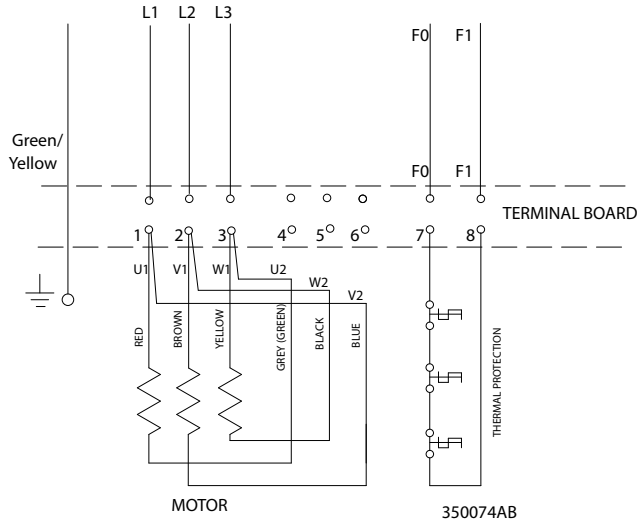 L1 L2 L3
F0 F1
Green/
Yellow
F0 F1
TERMINAL BOARD
1 2 3 4 5 6 7 8
U1 V1 W1 U2
W2
V2
RED
BROWN
YELLOW
GREY (GREEN)
BLACK
BLUE
THERMAL PROTECTION
MOTOR
350074AB